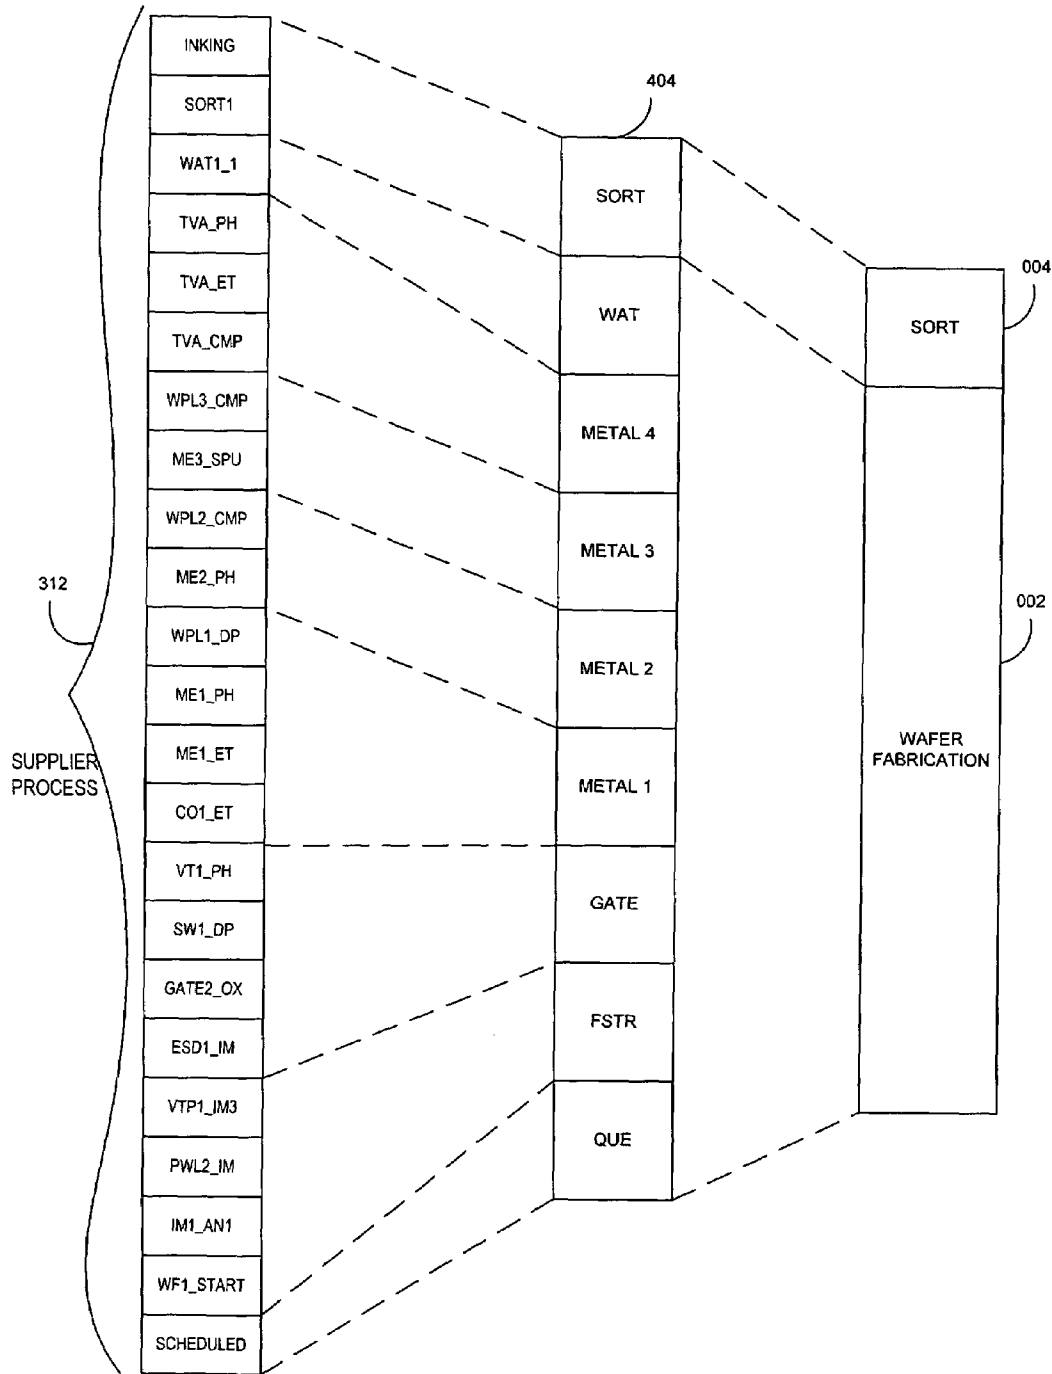 INKING
SORT1
WAT1_1
TVA_PH
TVA_ET
TVA_CMP
WPL3_CMP
ME3_SPU
WPL2_CMP
ME2_PH
WPL1_DP
ME1_PH
ME1_ET
CO1_ET
VT1_PH
SW1_DP
GATE2_OX
ESD1_IM
VTP1_IM3
PWL2_IM
IM1_AN1
WF1_START
SCHEDULED
312
SUPPLIER
PROCESS
404
SORT
WAT
METAL 4
METAL 3
METAL 2
METAL 1
GATE
FSTR
QUE
004
SORT
002
WAFER
FABRICATION